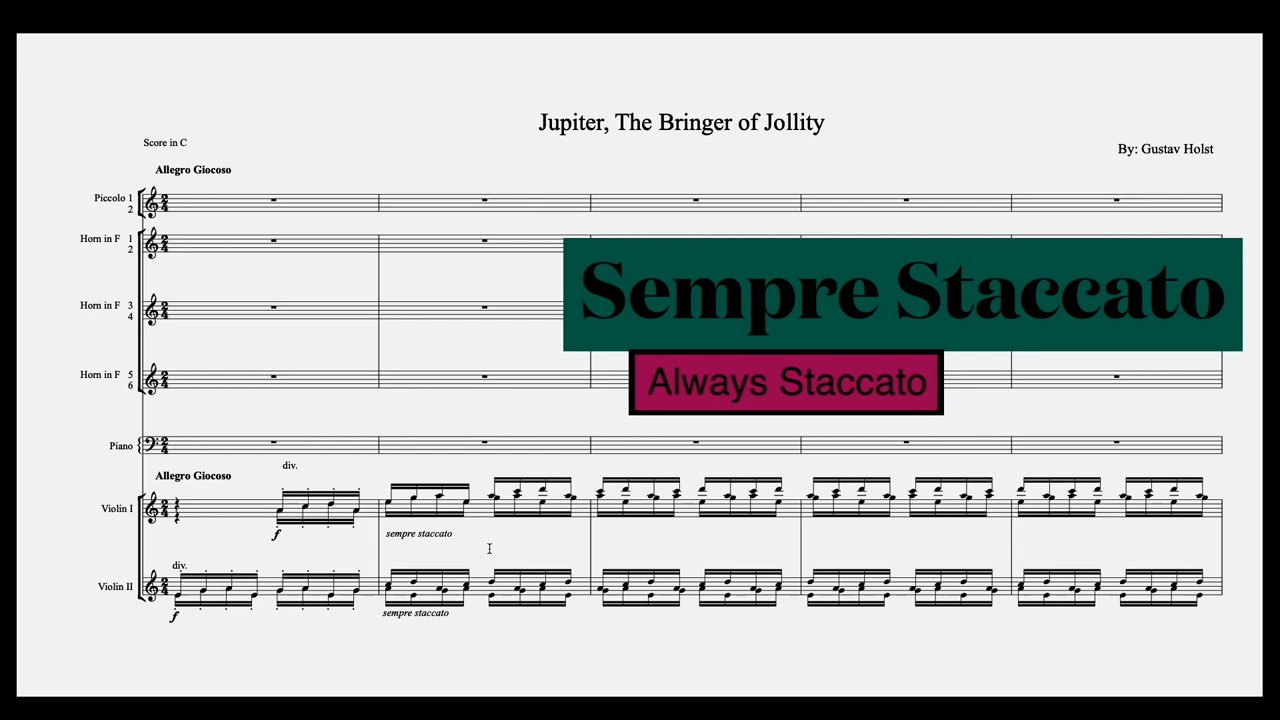 Jupiter, The Bringer of Jollity
Score in C
By: Gustav Holst
Allegro Giocoso
Piccolo 1
2
Horn in F 1
2
Sempre Staccato
Horn in F 3
4
Always Staccato
Horn in F 5
6
Piano
div.
Allegro Giocoso
Violin I
f
sempre staccato
div.
Violin II
f
sempre staccato